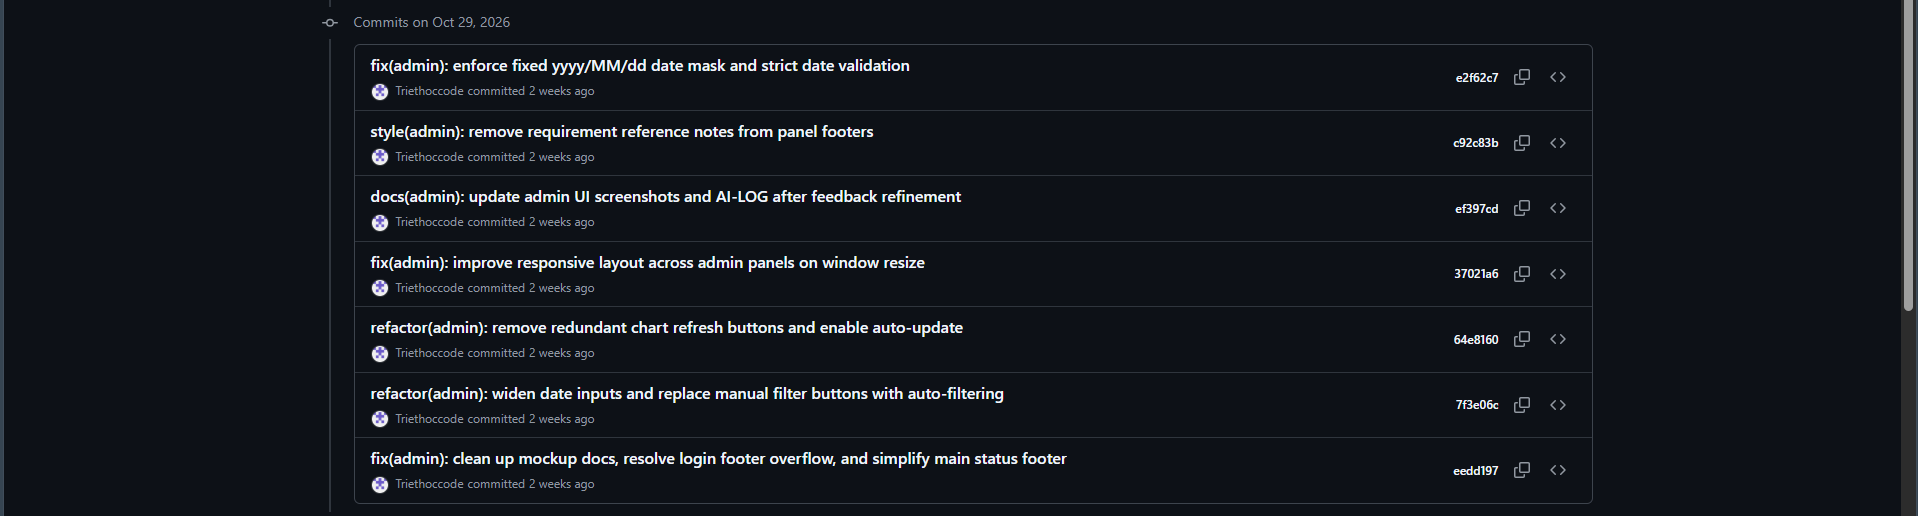 Commits on Oct 29, 2026
fix(admin): enforce fixed yyyy/MM/dd date mask and strict date validation
e2f62c7
Triethoccode committed 2 weeks ago
style(admin): remove requirement reference notes from panel footers
c92c83b
Triethoccode committed 2 weeks ago
docs(admin): update admin UI screenshots and AI-LOG after feedback refinement
ef397cd
Triethoccode committed 2 weeks ago
fix(admin): improve responsive layout across admin panels on window resize
37021a6
Triethoccode committed 2 weeks ago
refactor(admin): remove redundant chart refresh buttons and enable auto-update
64e8160
Triethoccode committed 2 weeks ago
refactor(admin): widen date inputs and replace manual filter buttons with auto-filtering
7f3e06c
Triethoccode committed 2 weeks ago
fix(admin): clean up mockup docs, resolve login footer overflow, and simplify main status footer
eedd197
Triethoccode committed 2 weeks ago